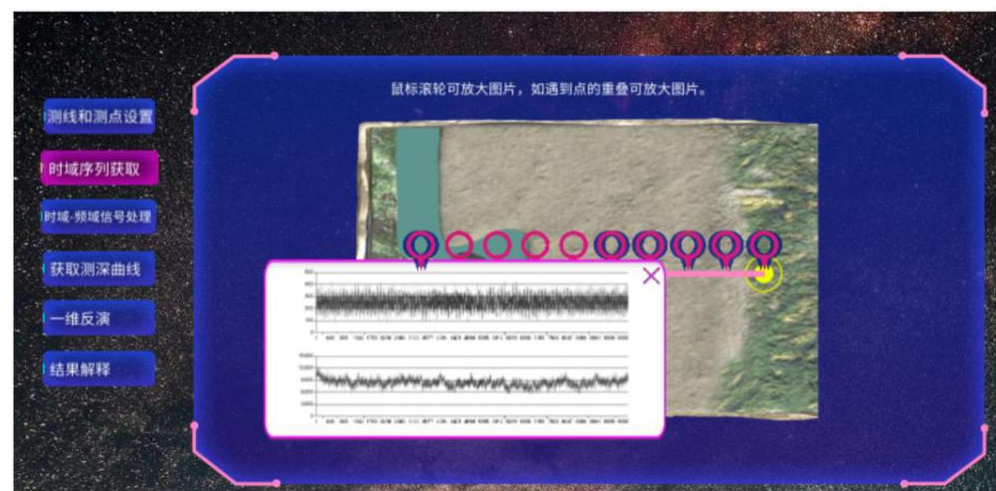 鼠标滚轮可放大图片，如遇到点的重叠可放大图片。
测线和测点设置
时域序列获取
时域-频域信号处理
获取测深曲线
一维反演
结果解释